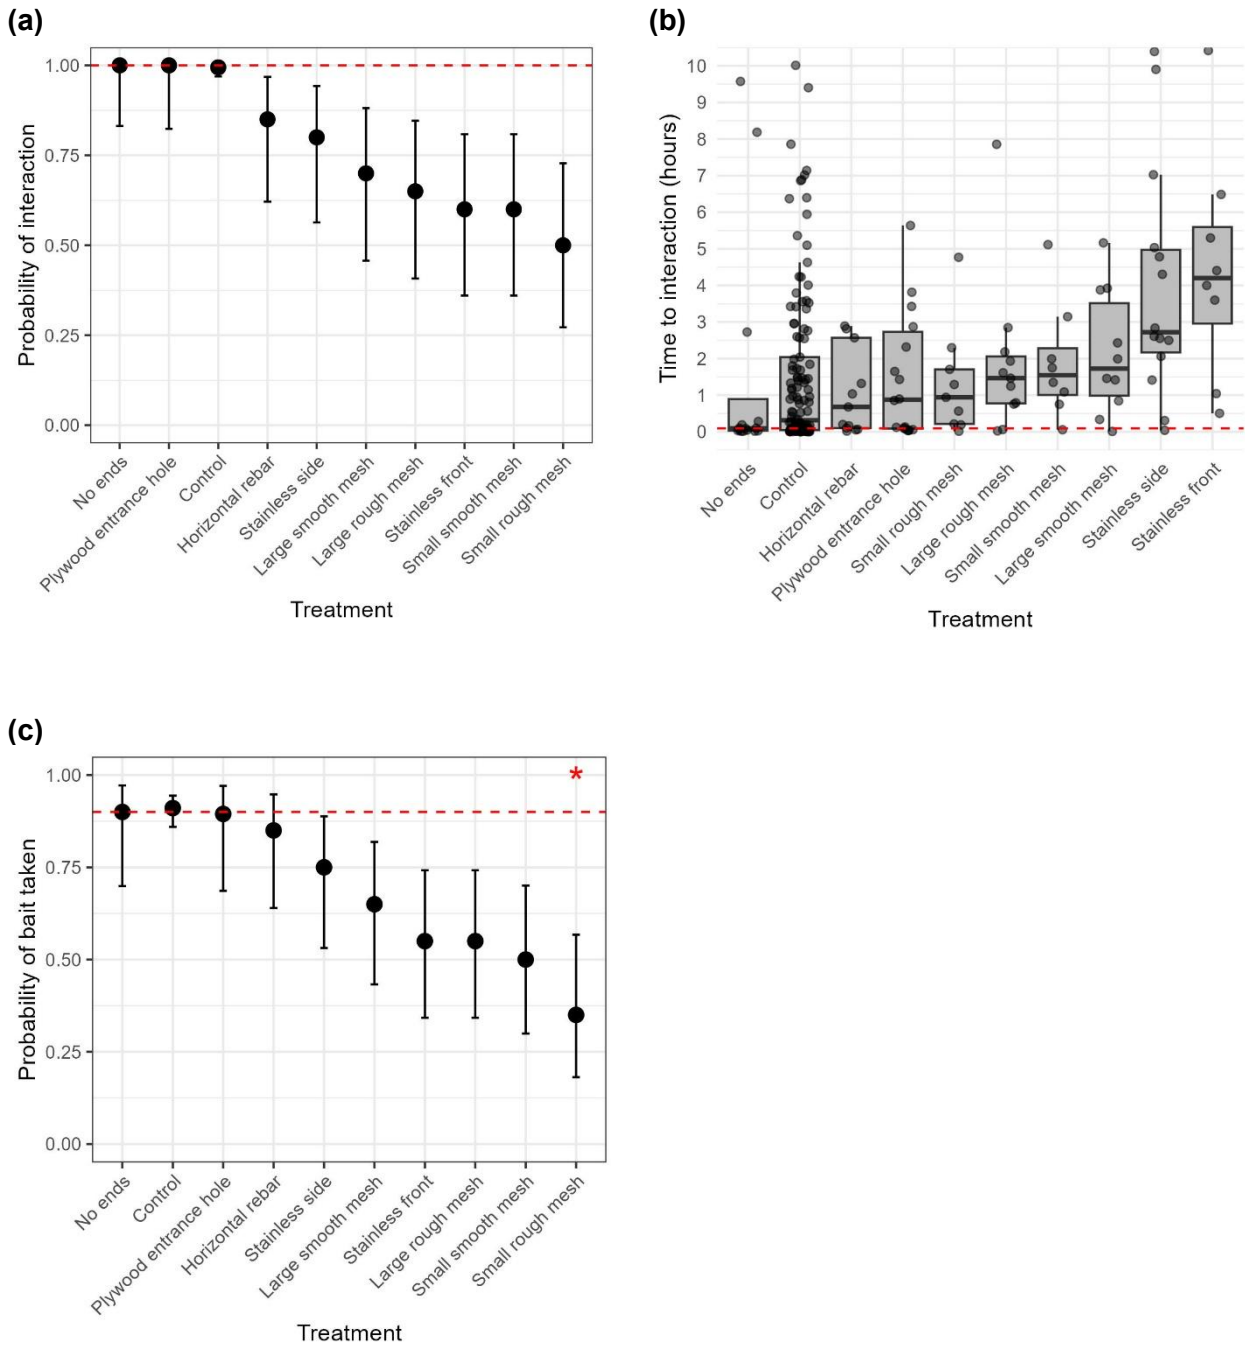 (a)
Probability of interaction
1.00
0.75
0.50
0.25
0.00
No ends
Plywood entrance hole
Control
Horizontal rebar
Stainless side
Large smooth mesh
Large rough mesh
Stainless front
Small smooth mesh
Small rough mesh
Treatment
(b)
Time to interaction (hours)
10
9
8
7
6
5
4
3
2
1
0
No ends
Control
Horizontal rebar
Plywood entrance hole
Small rough mesh
Large rough mesh
Small smooth mesh
Large smooth mesh
Stainless side
Stainless front
Treatment
(c)
Probability of bait taken
1.00
0.75
0.50
0.25
0.00
*
No ends
Control
Plywood entrance hole
Horizontal rebar
Stainless side
Large smooth mesh
Stainless front
Large rough mesh
Small smooth mesh
Small rough mesh
Treatment